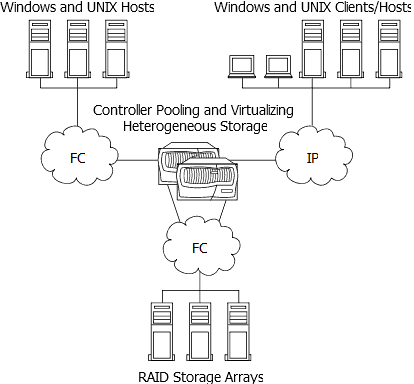 Windows and UNIX Hosts
Windows and UNIX Clients/Hosts
Controller Pooling and Virtualizing
Heterogeneous Storage
FC
IP
FC
RAID Storage Arrays